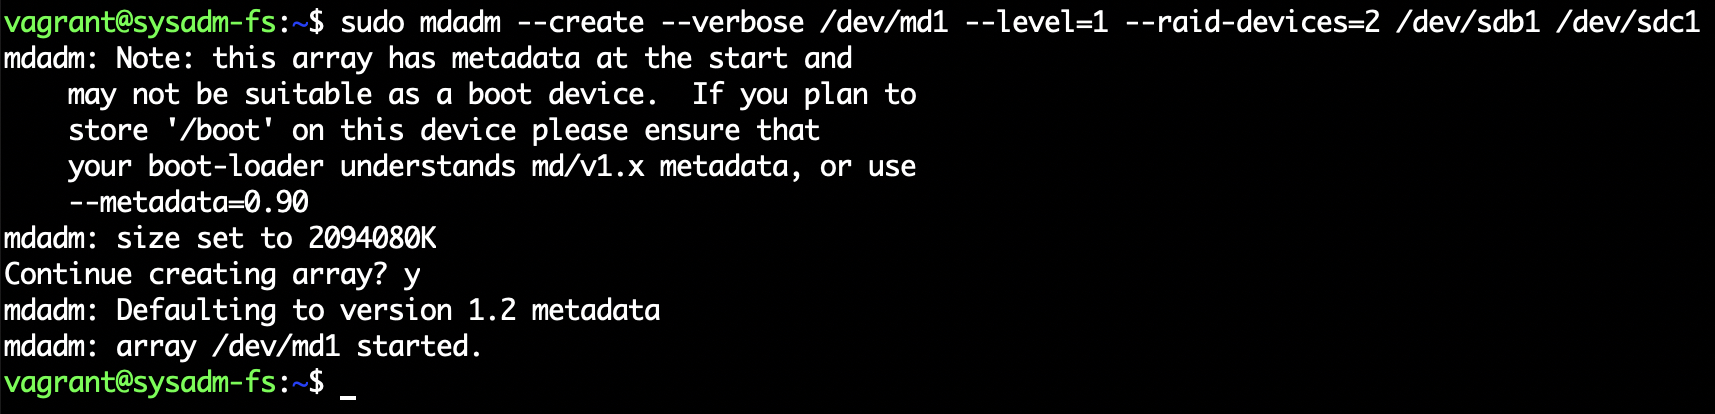 vagrant@sysadm-fs:~$ sudo mdadm --create --verbose /dev/md1 --level=1 --raid-devices=2 /dev/sdb1 /dev/sdc1
mdadm: Note: this array has metadata at the start and
    may not be suitable as a boot device.  If you plan to
    store '/boot' on this device please ensure that
    your boot-loader understands md/v1.x metadata, or use
    --metadata=0.90
mdadm: size set to 2094080K
Continue creating array? y
mdadm: Defaulting to version 1.2 metadata
mdadm: array /dev/md1 started.
vagrant@sysadm-fs:~$ _